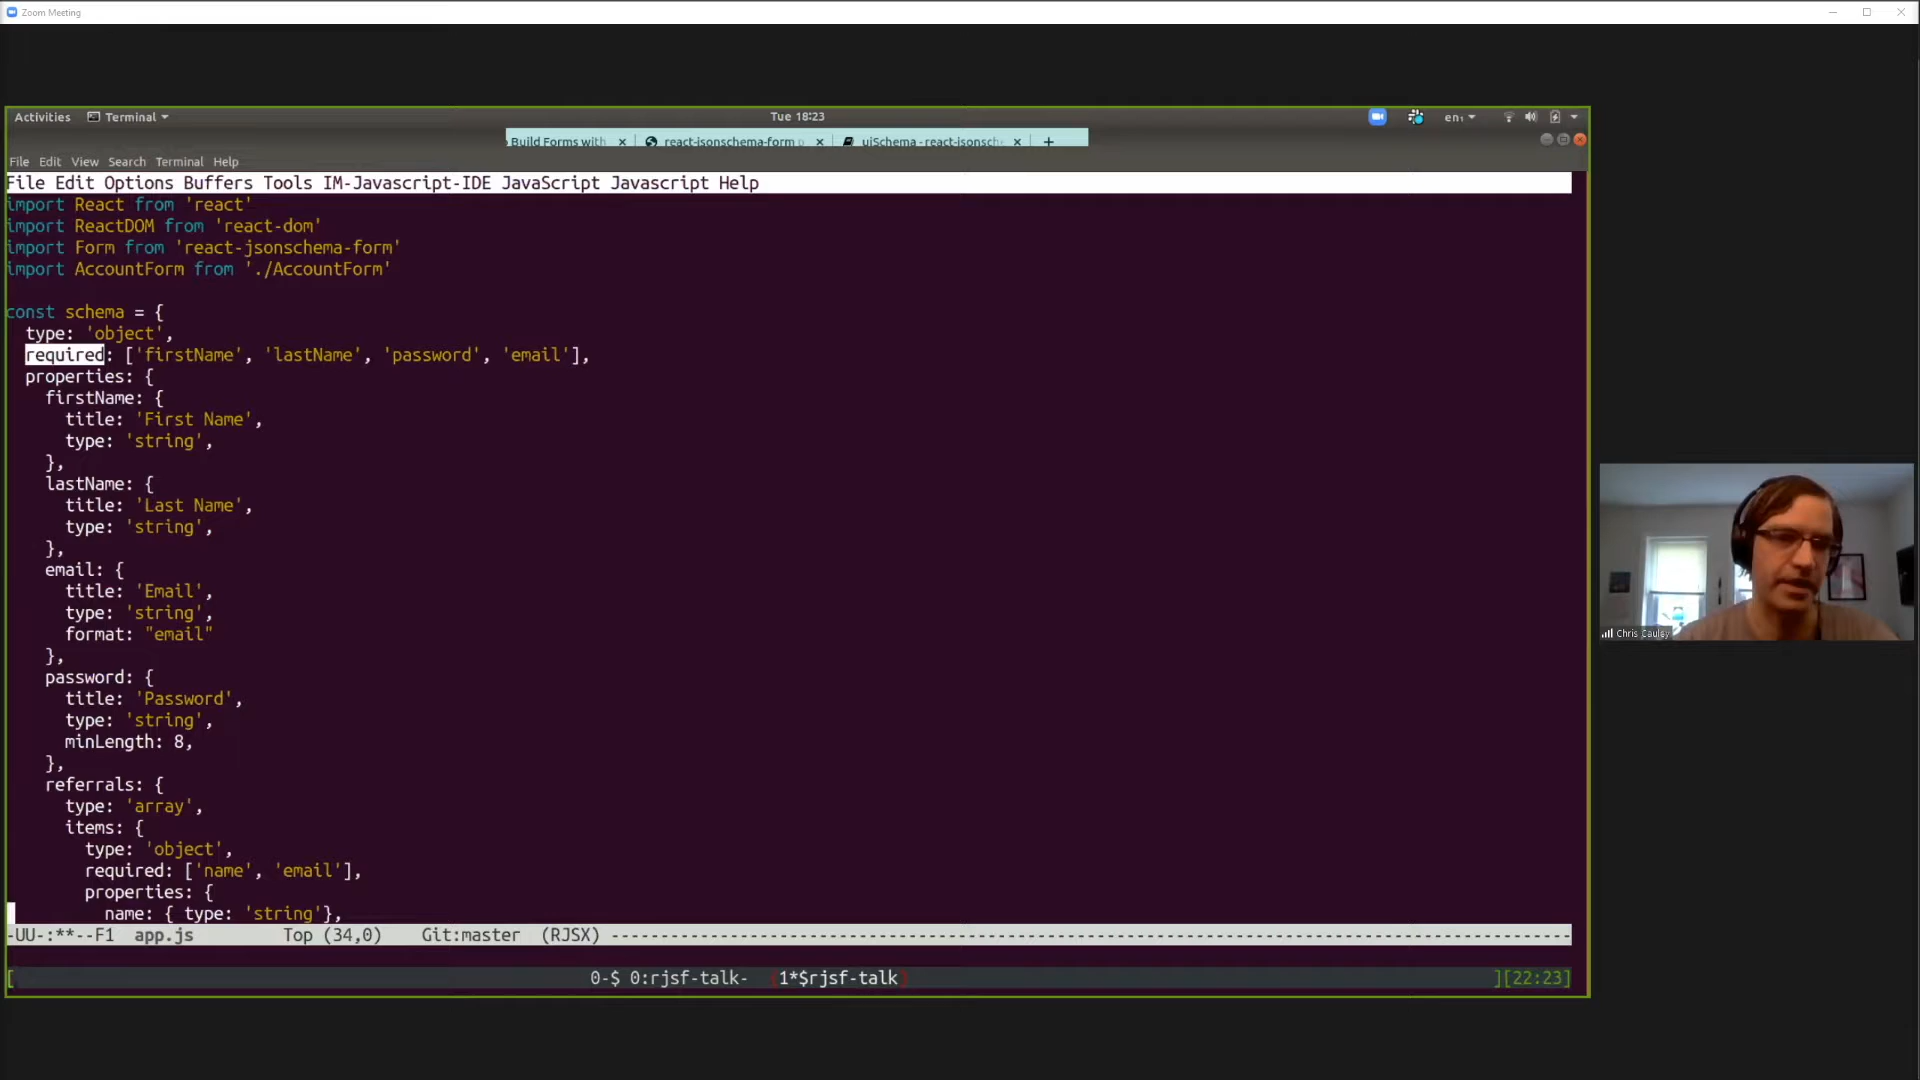 Zoom Meeting
Activities Terminal Tue 18:23 en₁
Build Forms with react-jsonschema-form uiSchema - react-jsonsch
File Edit View Search Terminal Help
File Edit Options Buffers Tools IM-Javascript-IDE JavaScript Javascript Help
import React from 'react'
import ReactDOM from 'react-dom'
import Form from 'react-jsonschema-form'
import AccountForm from './AccountForm'
const schema = {
type: 'object',
required: ['firstName', 'lastName', 'password', 'email'],
properties: {
firstName: {
title: 'First Name',
type: 'string',
},
lastName: {
title: 'Last Name',
type: 'string',
},
email: {
title: 'Email',
type: 'string',
format: "email"
},
password: {
title: 'Password',
type: 'string',
minLength: 8,
},
referrals: {
type: 'array',
items: {
type: 'object',
required: ['name', 'email'],
properties: {
name: { type: 'string'},
-UU-:**--F1 app.js Top (34,0) Git:master (RJSX) ----------------------------------------------------------------------------------------------------
[ 0-$ 0:rjsf-talk- (1*$rjsf-talk) ][22:23]
Chris Cauley